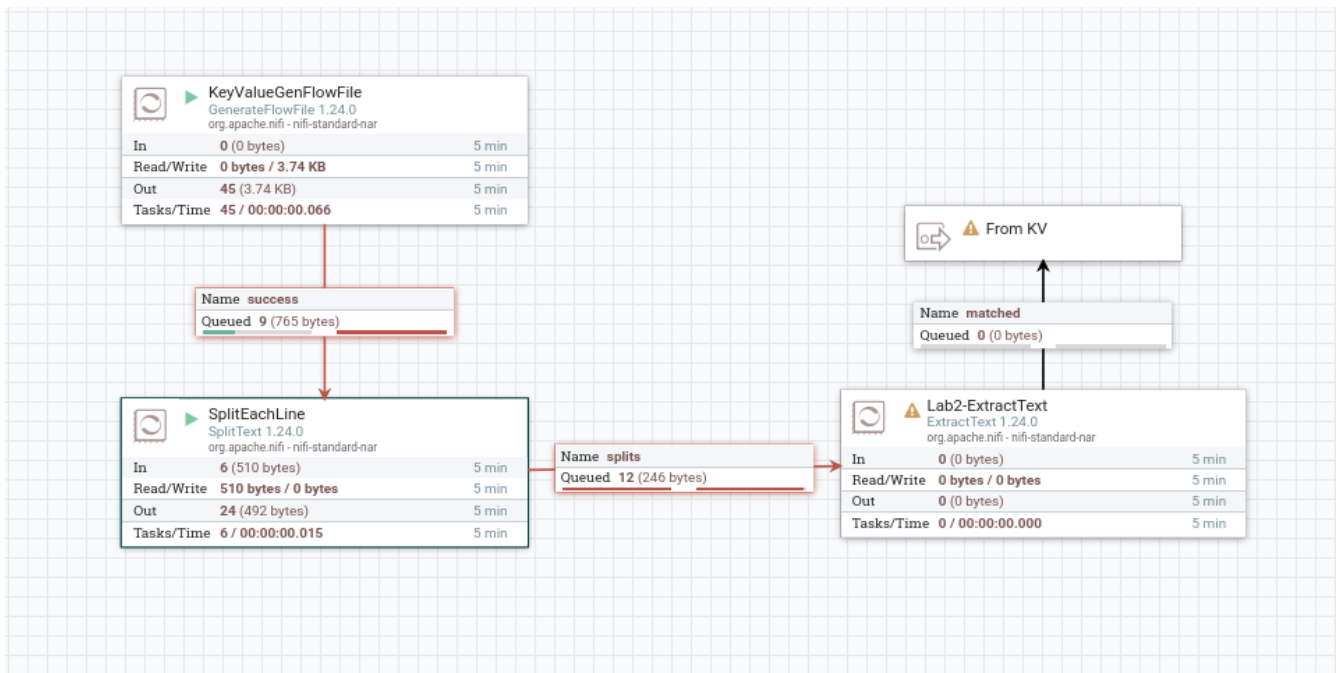 KeyValueGenFlowFile
GenerateFlowFile 1.24.0
org.apache.nifi - nifi-standard-nar
In 0 (0 bytes) 5 min
Read/Write 0 bytes / 3.74 KB 5 min
Out 45 (3.74 KB) 5 min
Tasks/Time 45 / 00:00:00.066 5 min
Name success
Queued 9 (765 bytes)
SplitEachLine
SplitText 1.24.0
org.apache.nifi - nifi-standard-nar
In 6 (510 bytes) 5 min
Read/Write 510 bytes / 0 bytes 5 min
Out 24 (492 bytes) 5 min
Tasks/Time 6 / 00:00:00.015 5 min
Name splits
Queued 12 (246 bytes)
From KV
Name matched
Queued 0 (0 bytes)
Lab2-ExtractText
ExtractText 1.24.0
org.apache.nifi - nifi-standard-nar
In 0 (0 bytes) 5 min
Read/Write 0 bytes / 0 bytes 5 min
Out 0 (0 bytes) 5 min
Tasks/Time 0 / 00:00:00.000 5 min